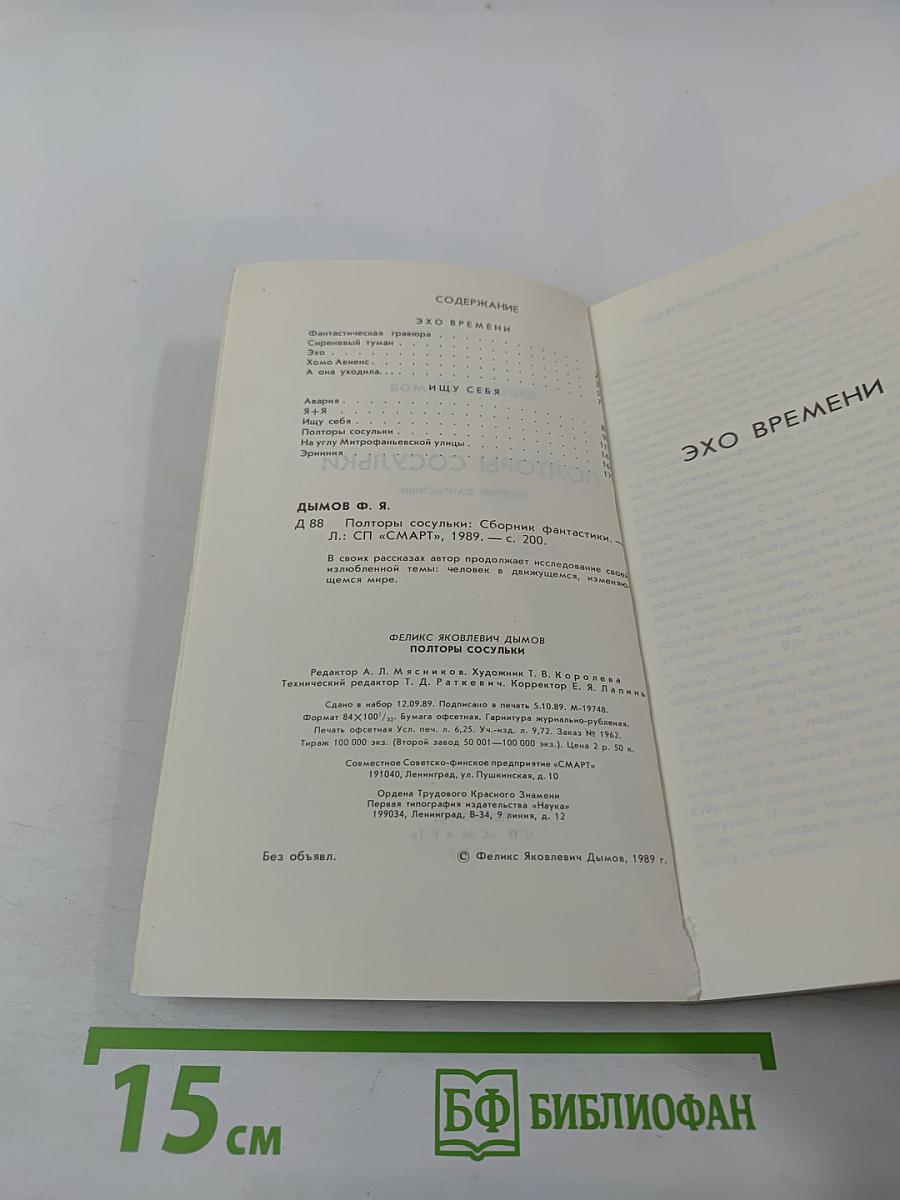 СОДЕРЖАНИЕ
ЭХО ВРЕМЕНИ
Фантастическая гравюра
Сиреневый туман
Эхо
Хомо Авиенс
А она уходила...
ИЩУ СЕБЯ
Авария
Я+Я
Ищу себя
Полторы сосульки
На углу Митрофаньевской улицы
Эринния
ДЫМОВ Ф. Я.
Д 88 Полторы сосульки: Сборник фантастики. —
Л.: СП «СМАРТ», 1989. — с. 200.
В своих рассказах автор продолжает исследование своей
излюбленной темы: человек в движущемся, изменяю-
щемся мире.
ФЕЛИКС ЯКОВЛЕВИЧ ДЫМОВ
ПОЛТОРЫ СОСУЛЬКИ
Редактор А. Л. Мясников. Художник Т. В. Королева
Технический редактор Т. Д. Раткевич. Корректор Е. Я. Лапинь
Сдано в набор 12.09.89. Подписано в печать 5.10.89. М-19748.
Формат 84×100¹/₃₂. Бумага офсетная. Гарнитура журнально-рубленая.
Печать офсетная Усл. печ. л. 6,25. Уч.-изд. л. 9,72. Заказ № 1962.
Тираж 100 000 экз. (Второй завод 50 001—100 000 экз.). Цена 2 р. 50 к.
Совместное Советско-финское предприятие «СМАРТ»
191040, Ленинград, ул. Пушкинская, д. 10
Ордена Трудового Красного Знамени
Первая типография издательства «Наука»
199034, Ленинград, В-34, 9 линия, д. 12
Без объявл. © Феликс Яковлевич Дымов, 1989 г.
ЭХО ВРЕМЕНИ
15 см
БФ БИБЛИОФАН